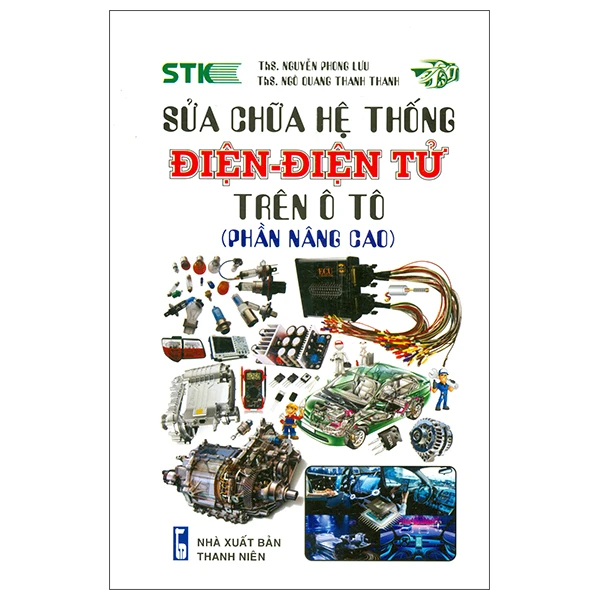 STK
ThS. NGUYỄN PHONG LƯU
ThS. NGÔ QUANG THANH THANH
SỬA CHỮA HỆ THỐNG
ĐIỆN-ĐIỆN TỬ
TRÊN Ô TÔ
(PHẦN NÂNG CAO)
ECU
NHÀ XUẤT BẢN
THANH NIÊN